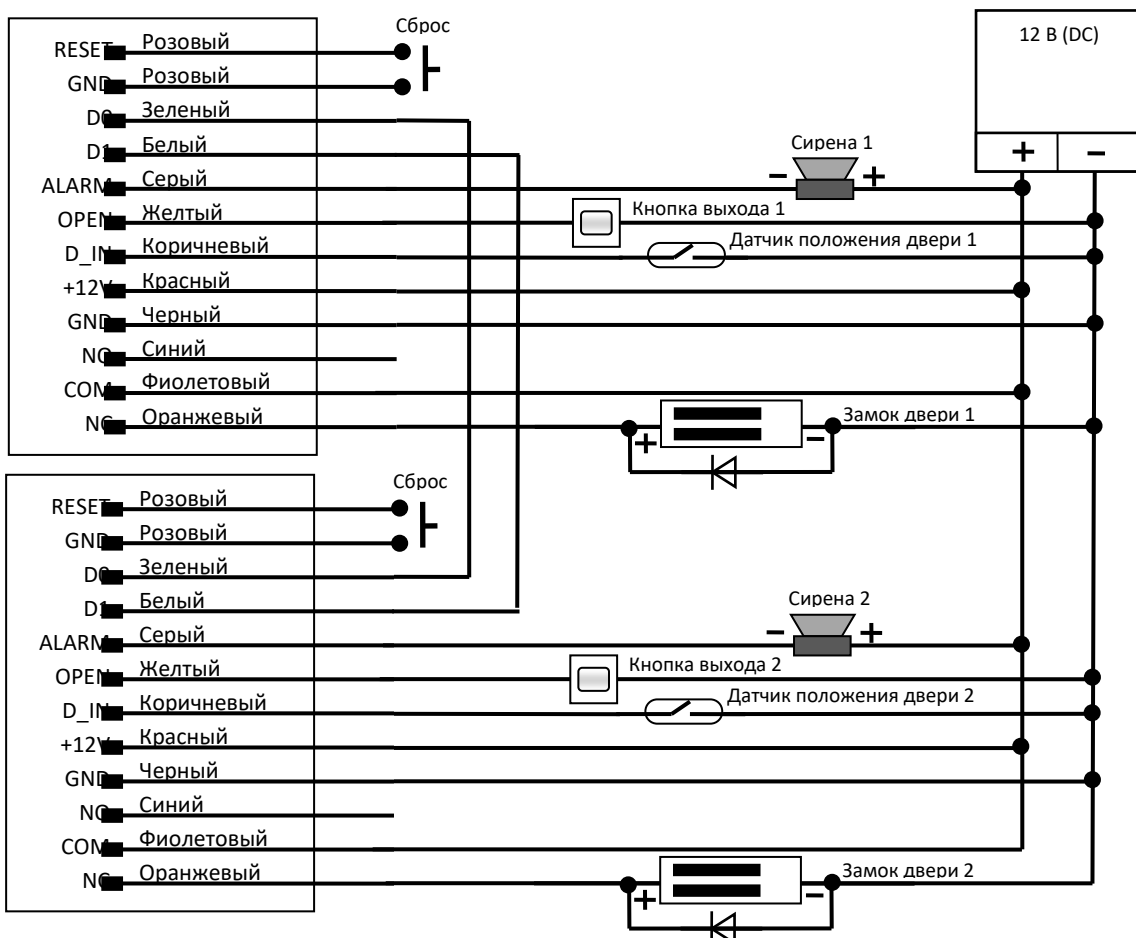 Сброс
12 В (DC)
+ −
RESET Розовый
GND Розовый
D0 Зеленый
D1 Белый
ALARM Серый
OPEN Желтый
D_IN Коричневый
+12V Красный
GND Черный
NO Синий
COM Фиолетовый
NC Оранжевый
Сирена 1
− +
Кнопка выхода 1
Датчик положения двери 1
Замок двери 1
+ −
Сброс
RESET Розовый
GND Розовый
D0 Зеленый
D1 Белый
ALARM Серый
OPEN Желтый
D_IN Коричневый
+12V Красный
GND Черный
NO Синий
COM Фиолетовый
NC Оранжевый
Сирена 2
− +
Кнопка выхода 2
Датчик положения двери 2
Замок двери 2
+ −